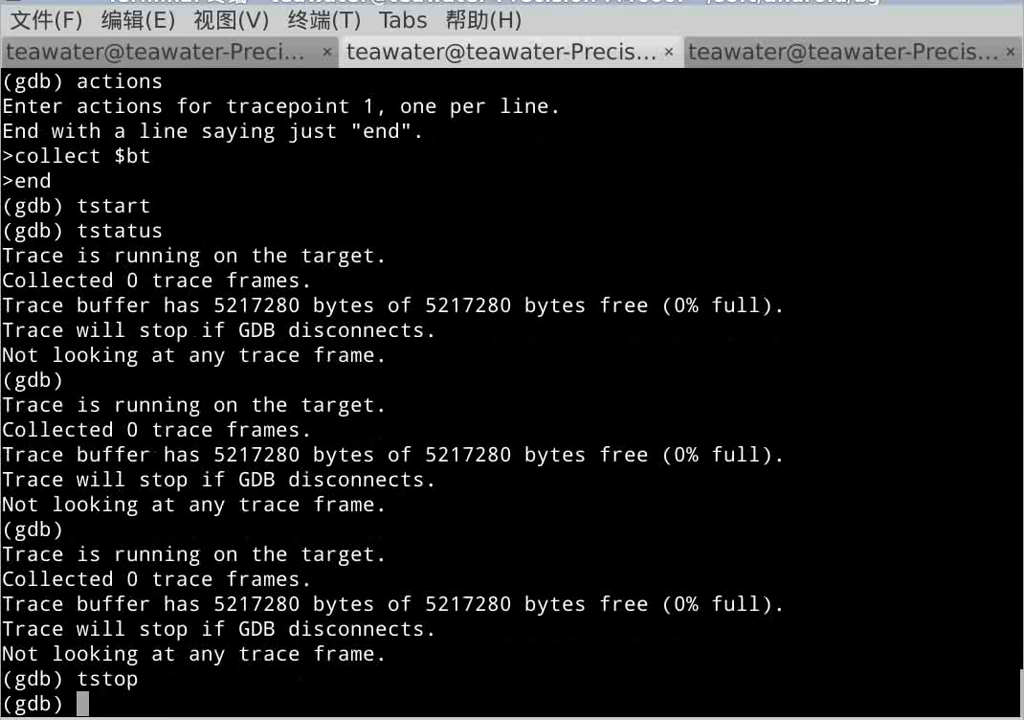 文件(F) 编辑(E) 视图(V) 终端(T) Tabs 帮助(H)
teawater@teawater-Preci... × teawater@teawater-Precis... × teawater@teawater-Precis... ×
(gdb) actions
Enter actions for tracepoint 1, one per line.
End with a line saying just "end".
>collect $bt
>end
(gdb) tstart
(gdb) tstatus
Trace is running on the target.
Collected 0 trace frames.
Trace buffer has 5217280 bytes of 5217280 bytes free (0% full).
Trace will stop if GDB disconnects.
Not looking at any trace frame.
(gdb)
Trace is running on the target.
Collected 0 trace frames.
Trace buffer has 5217280 bytes of 5217280 bytes free (0% full).
Trace will stop if GDB disconnects.
Not looking at any trace frame.
(gdb)
Trace is running on the target.
Collected 0 trace frames.
Trace buffer has 5217280 bytes of 5217280 bytes free (0% full).
Trace will stop if GDB disconnects.
Not looking at any trace frame.
(gdb) tstop
(gdb)